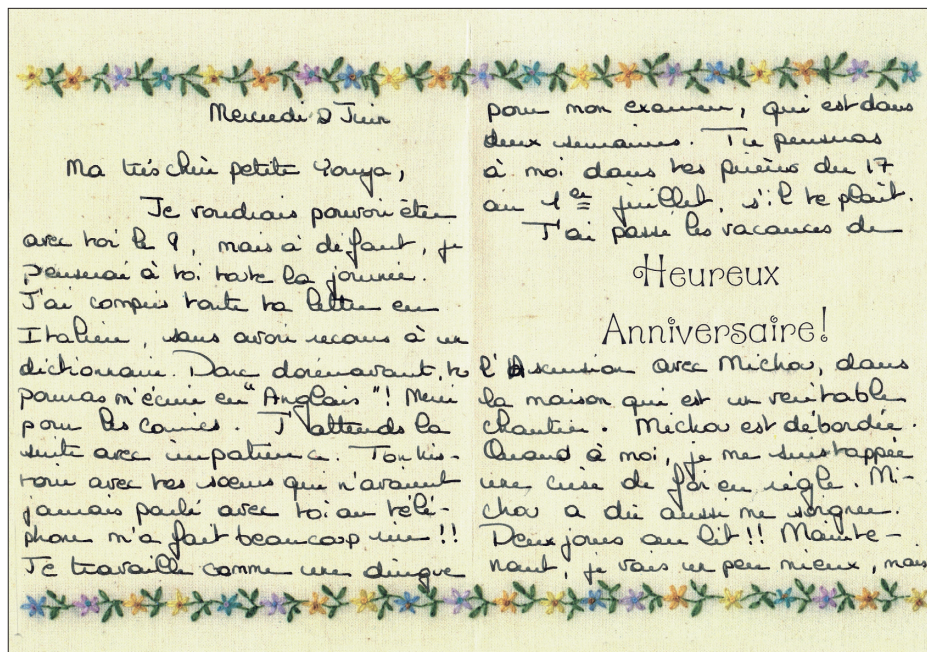 Mercredi 2 Juin
Ma très chère petite Youya,
Je voudrais pouvoir être
avec toi le 9, mais à défaut, je
penserai à toi toute la journée.
J'ai compris toute ta lettre en
Italien, sans avoir recours à un
dictionnaire. Donc dorénavant, tu
pourras m'écrire en "Anglais"! Merci
pour les          . J'attends la
suite avec impatience. Ton his-
toire avec tes sœurs qui n'avaient
jamais parlé avec toi au télé-
phone m'a fait beaucoup rire !!
Je travaille comme une dingue
pour mon examen, qui est dans
deux semaines. Tu penseras
à moi dans tes prières du 17
au 1er juillet, s'il te plaît.
J'ai passé les vacances de
Heureux
Anniversaire!
l'Ascension avec Michou, dans
la maison qui est un véritable
chantier. Michou est débordée.
Quand à moi, je me suis tappée
une crise de foi en règle. Mi-
chou a dû aussi me soigner.
Deux jours au lit !! Mainte-
nant, je vais un peu mieux, mais